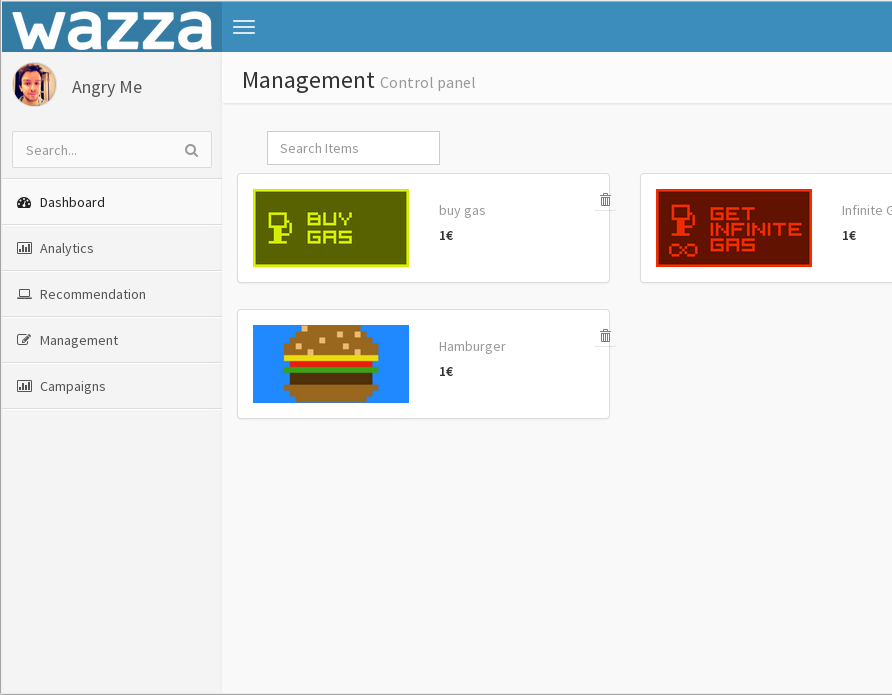 wazza
Angry Me
Search...
Dashboard
Analytics
Recommendation
Management
Campaigns
Management Control panel
Search Items
BUY
GAS
buy gas
1€
GET
INFINITE
GAS
Infinite G
1€
Hamburger
1€